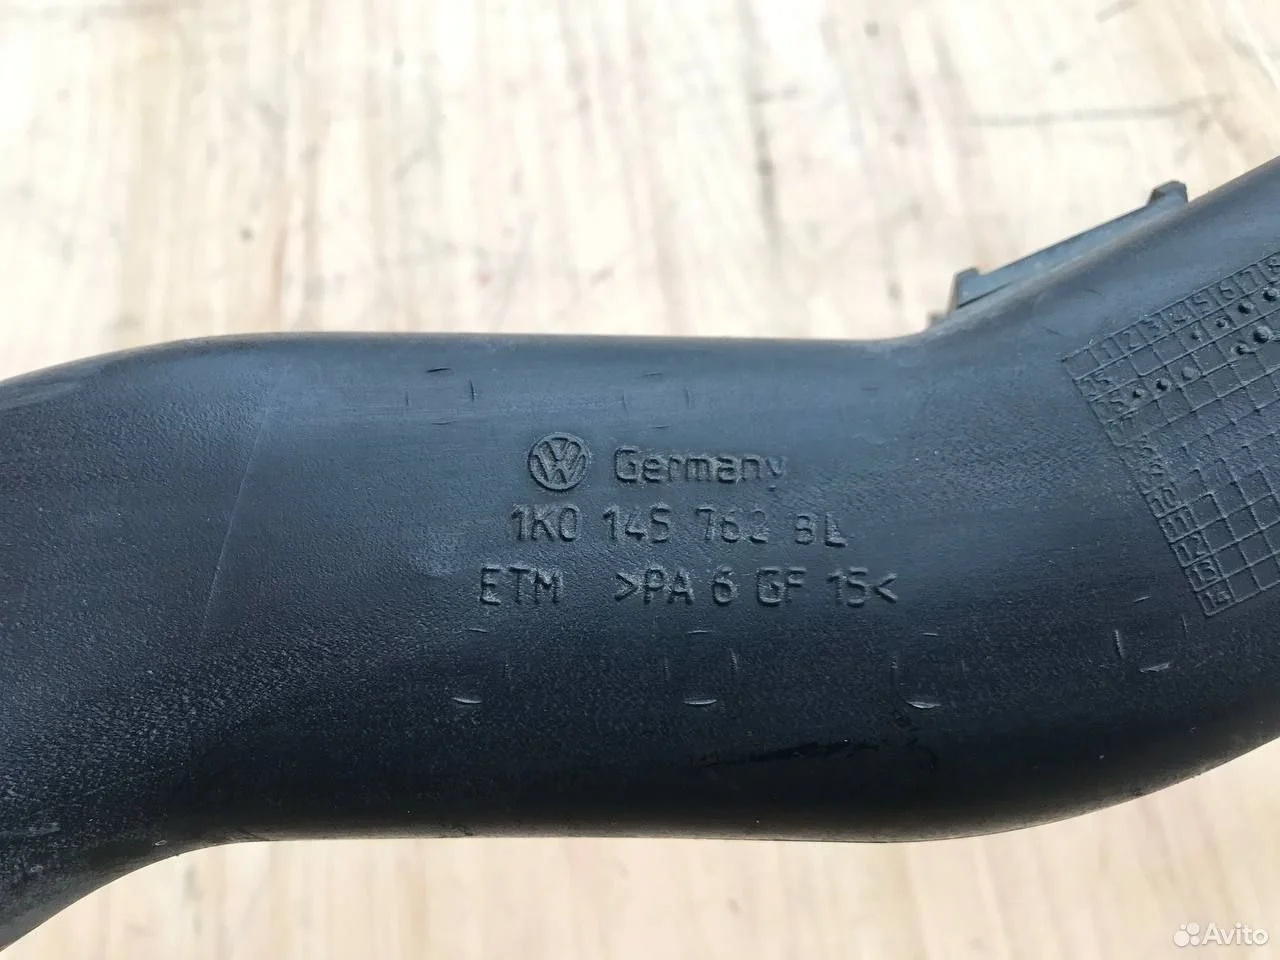 Germany
1K0 145 762 BL
ETM >PA 6 GF 15<
Avito